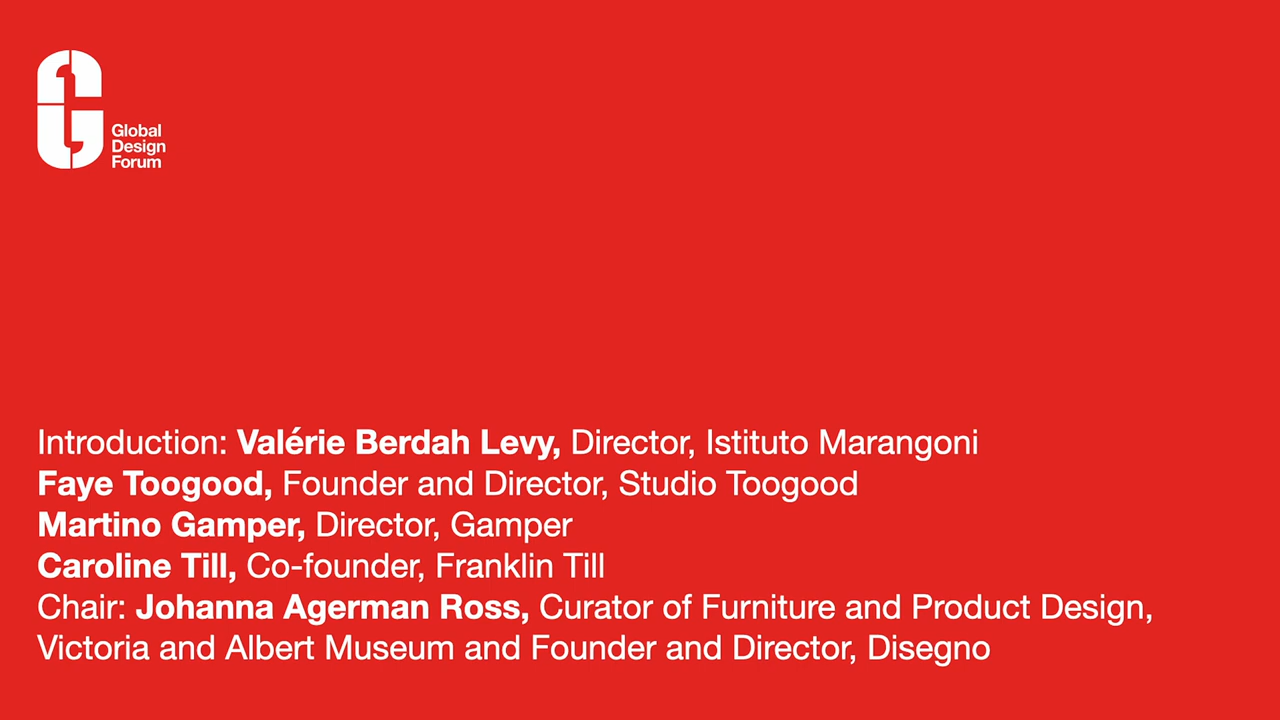 Global
Design
Forum
Introduction: Valérie Berdah Levy, Director, Istituto Marangoni
Faye Toogood, Founder and Director, Studio Toogood
Martino Gamper, Director, Gamper
Caroline Till, Co-founder, Franklin Till
Chair: Johanna Agerman Ross, Curator of Furniture and Product Design,
Victoria and Albert Museum and Founder and Director, Disegno